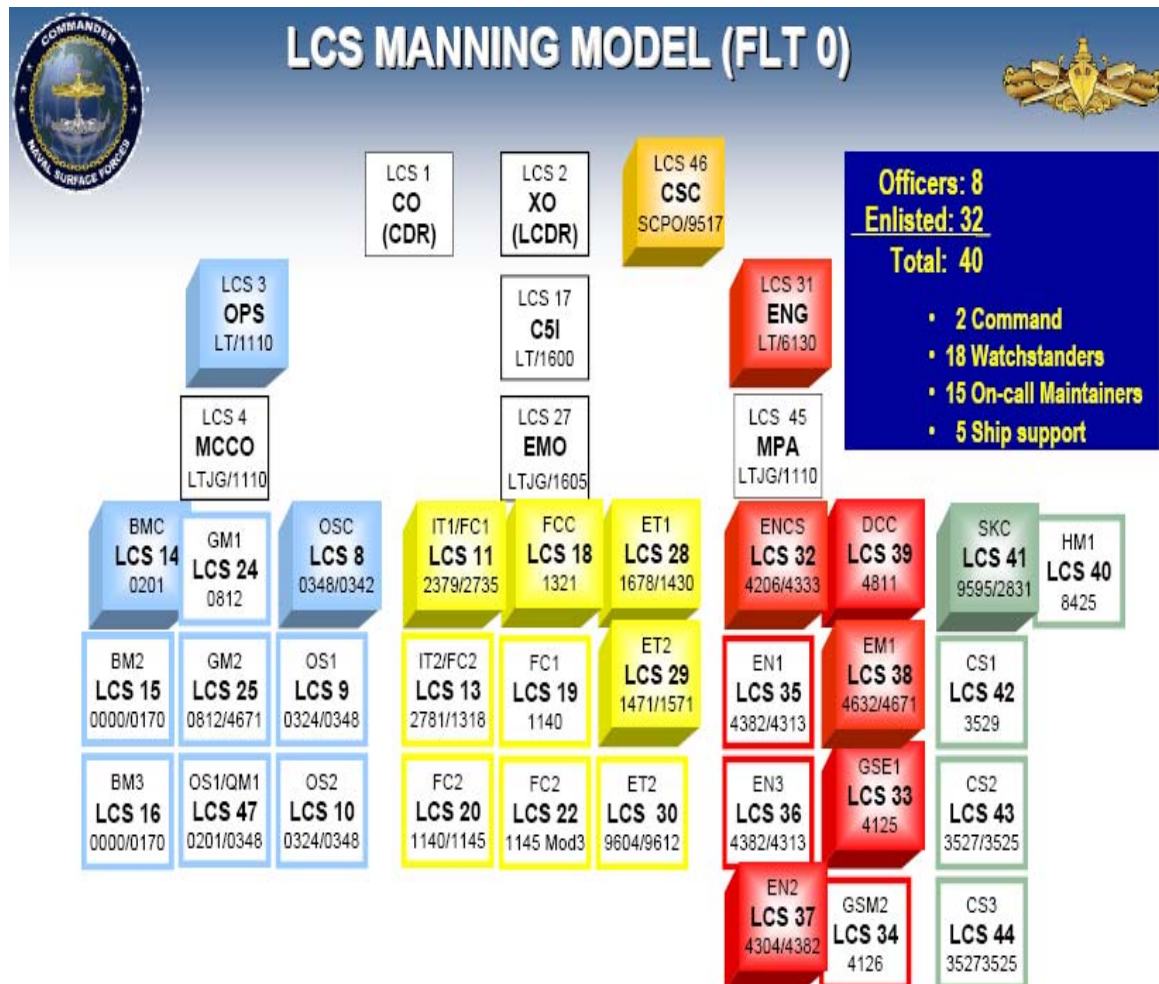 COMMANDER
NAVAL SURFACE FORCES
LCS MANNING MODEL (FLT 0)
LCS 1
CO
(CDR)
LCS 2
XO
(LCDR)
LCS 46
CSC
SCPO/9517
Officers: 8
Enlisted: 32
Total: 40
• 2 Command
• 18 Watchstanders
• 15 On-call Maintainers
• 5 Ship support
LCS 3
OPS
LT/1110
LCS 17
C5I
LT/1600
LCS 31
ENG
LT/6130
LCS 4
MCCO
LTJG/1110
LCS 27
EMO
LTJG/1605
LCS 45
MPA
LTJG/1110
BMC
LCS 14
0201
GM1
LCS 24
0812
OSC
LCS 8
0348/0342
IT1/FC1
LCS 11
2379/2735
FCC
LCS 18
1321
ET1
LCS 28
1678/1430
ENCS
LCS 32
4206/4333
DCC
LCS 39
4811
SKC
LCS 41
9595/2831
HM1
LCS 40
8425
BM2
LCS 15
0000/0170
GM2
LCS 25
0812/4671
OS1
LCS 9
0324/0348
IT2/FC2
LCS 13
2781/1318
FC1
LCS 19
1140
ET2
LCS 29
1471/1571
EN1
LCS 35
4382/4313
EM1
LCS 38
4632/4671
CS1
LCS 42
3529
BM3
LCS 16
0000/0170
OS1/QM1
LCS 47
0201/0348
OS2
LCS 10
0324/0348
FC2
LCS 20
1140/1145
FC2
LCS 22
1145 Mod3
ET2
LCS 30
9604/9612
EN3
LCS 36
4382/4313
GSE1
LCS 33
4125
CS2
LCS 43
3527/3525
EN2
LCS 37
4304/4382
GSM2
LCS 34
4126
CS3
LCS 44
35273525